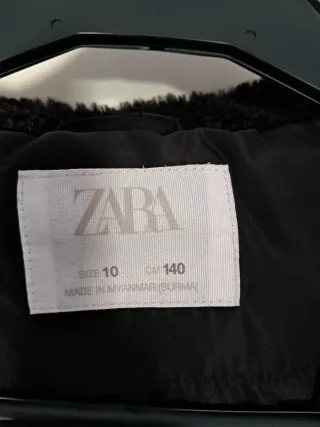 ZARA
SIZE 10 CM 140
MADE IN MYANMAR (BURMA)